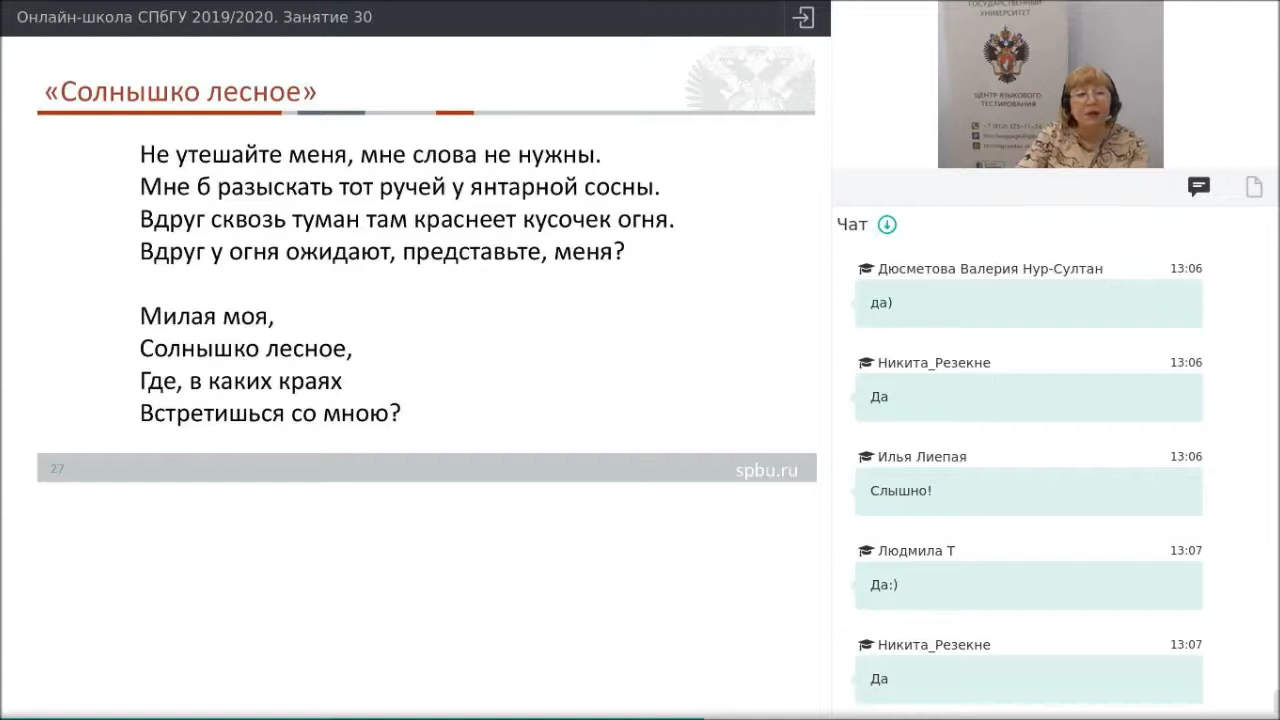 Онлайн-школа СПбГУ 2019/2020. Занятие 30
«Солнышко лесное»
Не утешайте меня, мне слова не нужны.
Мне б разыскать тот ручей у янтарной сосны.
Вдруг сквозь туман там краснеет кусочек огня.
Вдруг у огня ожидают, представьте, меня?
Милая моя,
Солнышко лесное,
Где, в каких краях
Встретишься со мною?
27
spbu.ru
ГОСУДАРСТВЕННЫЙ
УНИВЕРСИТЕТ
ЦЕНТР ЯЗЫКОВОГО
ТЕСТИРОВАНИЯ
Чат
Дюсметова Валерия Нур-Султан 13:06
да)
Никита_Резекне 13:06
Да
Илья Лиепая 13:06
Слышно!
Людмила Т 13:07
Да:)
Никита_Резекне 13:07
Да